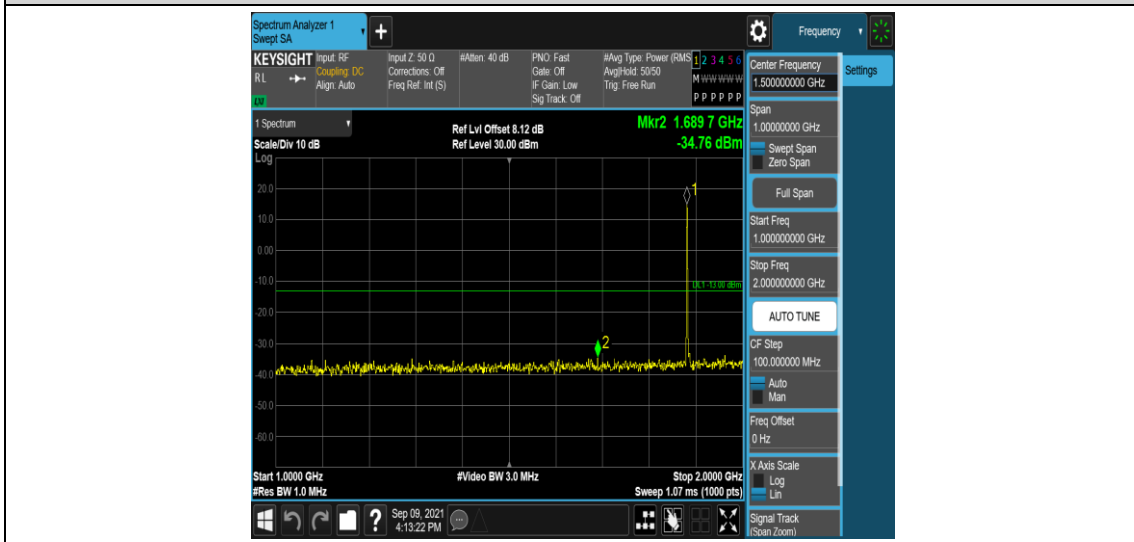 Spectrum Analyzer 1
Swept SA
+
Frequency
KEYSIGHT Input: RF Input Z: 50 Ω #Atten: 40 dB PNO: Fast #Avg Type: Power (RMS 1 2 3 4 5 6
RL Coupling: DC Corrections: Off Gate: Off Avg|Hold: 50/50 M W W W W W
Align: Auto Freq Ref: Int (S) IF Gain: Low Trig: Free Run
Sig Track: Off P P P P P P
1 Spectrum
Ref Lvl Offset 8.12 dB
Mkr2 1.689 7 GHz
Scale/Div 10 dB
Ref Level 30.00 dBm
-34.76 dBm
Log
20.0
10.0
0.00
-10.0
-20.0
-30.0
-40.0
-50.0
-60.0
1
DL1 -13.00 dBm
2
Start 1.0000 GHz
#Video BW 3.0 MHz
Stop 2.0000 GHz
#Res BW 1.0 MHz
Sweep 1.07 ms (1000 pts)
?
Sep 09, 2021
4:13:22 PM
Center Frequency
1.500000000 GHz
Settings
Span
1.00000000 GHz
Swept Span
Zero Span
Full Span
Start Freq
1.000000000 GHz
Stop Freq
2.000000000 GHz
AUTO TUNE
CF Step
100.000000 MHz
Auto
Man
Freq Offset
0 Hz
X Axis Scale
Log
Lin
Signal Track
(Span Zoom)